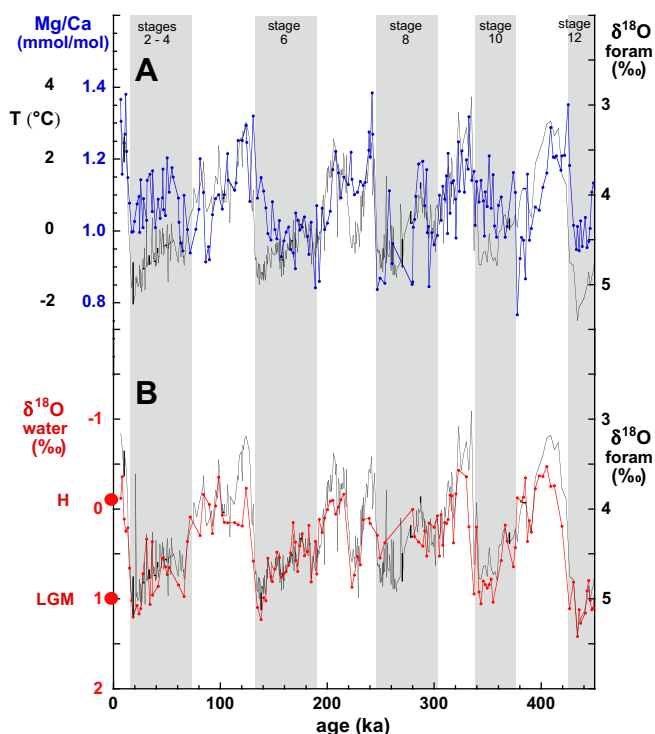 Mg/Ca
(mmol/mol)
stages
2 - 4
stage
6
stage
8
stage
10
stage
12
δ¹⁸O
foram
(‰)
A
1.4
1.2
1.0
0.8
T (°C)
4
2
0
-2
3
4
5
B
δ¹⁸O
water
(‰)
-1
0
1
2
H
LGM
δ¹⁸O
foram
(‰)
3
4
5
0
100
200
300
400
age (ka)